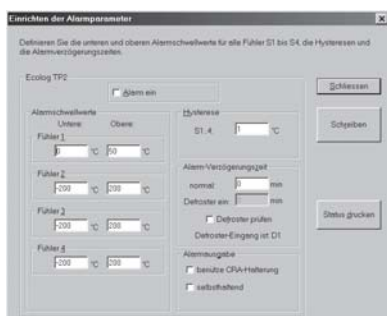 Einrichten der Alarmparameter
Definieren Sie die unteren und oberen Alarmschwellwerte für alle Fühler S1 bis S4, die Hysteresen und
die Alarmverzögerungszeiten.
Ecolog TP2
Alarm ein
Alarmschwellwerte
Untere: Obere:
Fühler 1
0 °C 50 °C
Fühler 2
-200 °C 200 °C
Fühler 3
-200 °C 200 °C
Fühler 4
-200 °C 200 °C
Hysterese
S1..4: 1 °C
Alarm-Verzögerungszeit
normal: 0 min
Defroster ein: min
Defroster prüfen
Defroster-Eingang ist: D1
Alarmausgabe
benütze CRA-Halterung
selbsthaltend
Schliessen
Schreiben
Status drucken